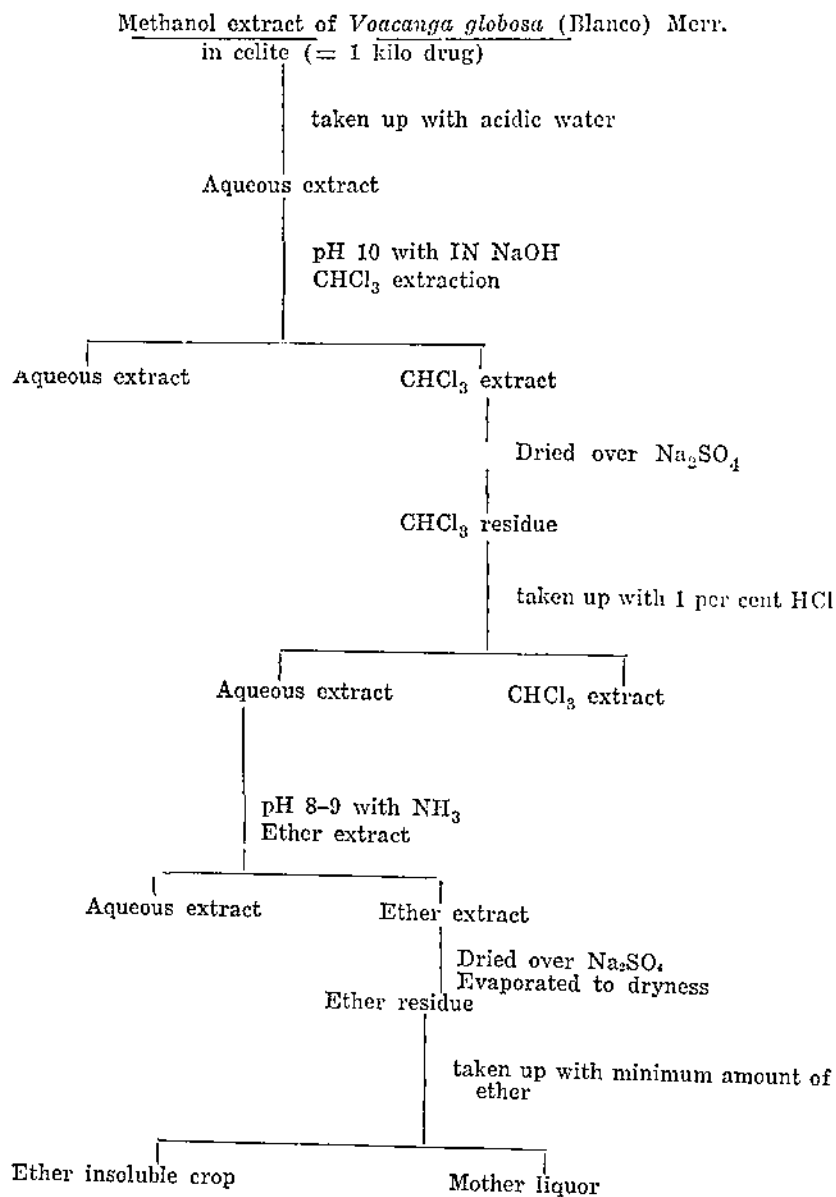 Methanol extract of Voacanga globosa (Blanco) Merr.
in celite (= 1 kilo drug)
taken up with acidic water
Aqueous extract
pH 10 with IN NaOH
CHCl₃ extraction
Aqueous extract
CHCl₃ extract
Dried over Na₂SO₄
CHCl₃ residue
taken up with 1 per cent HCl
Aqueous extract
CHCl₃ extract
pH 8–9 with NH₃
Ether extract
Aqueous extract
Ether extract
Dried over Na₂SO₄
Evaporated to dryness
Ether residue
taken up with minimum amount of
ether
Ether insoluble crop
Mother liquor